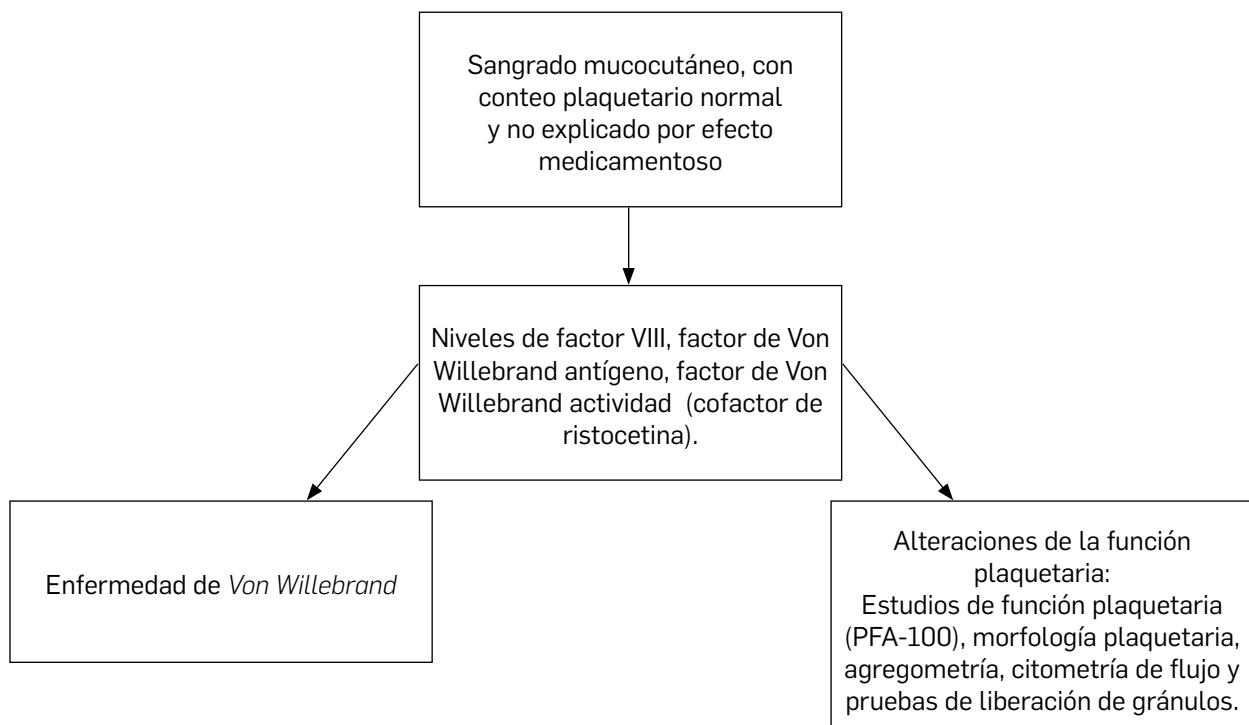 Sangrado mucocutáneo, con
conteo plaquetario normal
y no explicado por efecto
medicamentoso
Niveles de factor VIII, factor de Von
Willebrand antígeno, factor de Von
Willebrand actividad (cofactor de
ristocetina).
Enfermedad de Von Willebrand
Alteraciones de la función
plaquetaria:
Estudios de función plaquetaria
(PFA-100), morfología plaquetaria,
agregometría, citometría de flujo y
pruebas de liberación de gránulos.